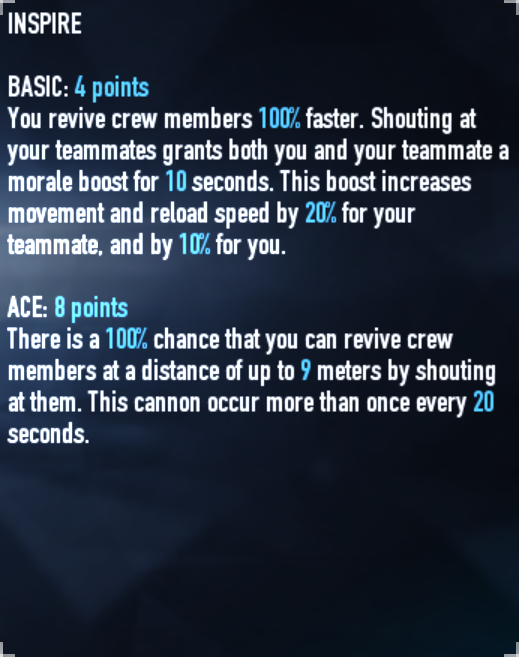 INSPIRE
BASIC: 4 points
You revive crew members 100% faster. Shouting at
your teammates grants both you and your teammate a
morale boost for 10 seconds. This boost increases
movement and reload speed by 20% for your
teammate, and by 10% for you.
ACE: 8 points
There is a 100% chance that you can revive crew
members at a distance of up to 9 meters by shouting
at them. This cannon occur more than once every 20
seconds.